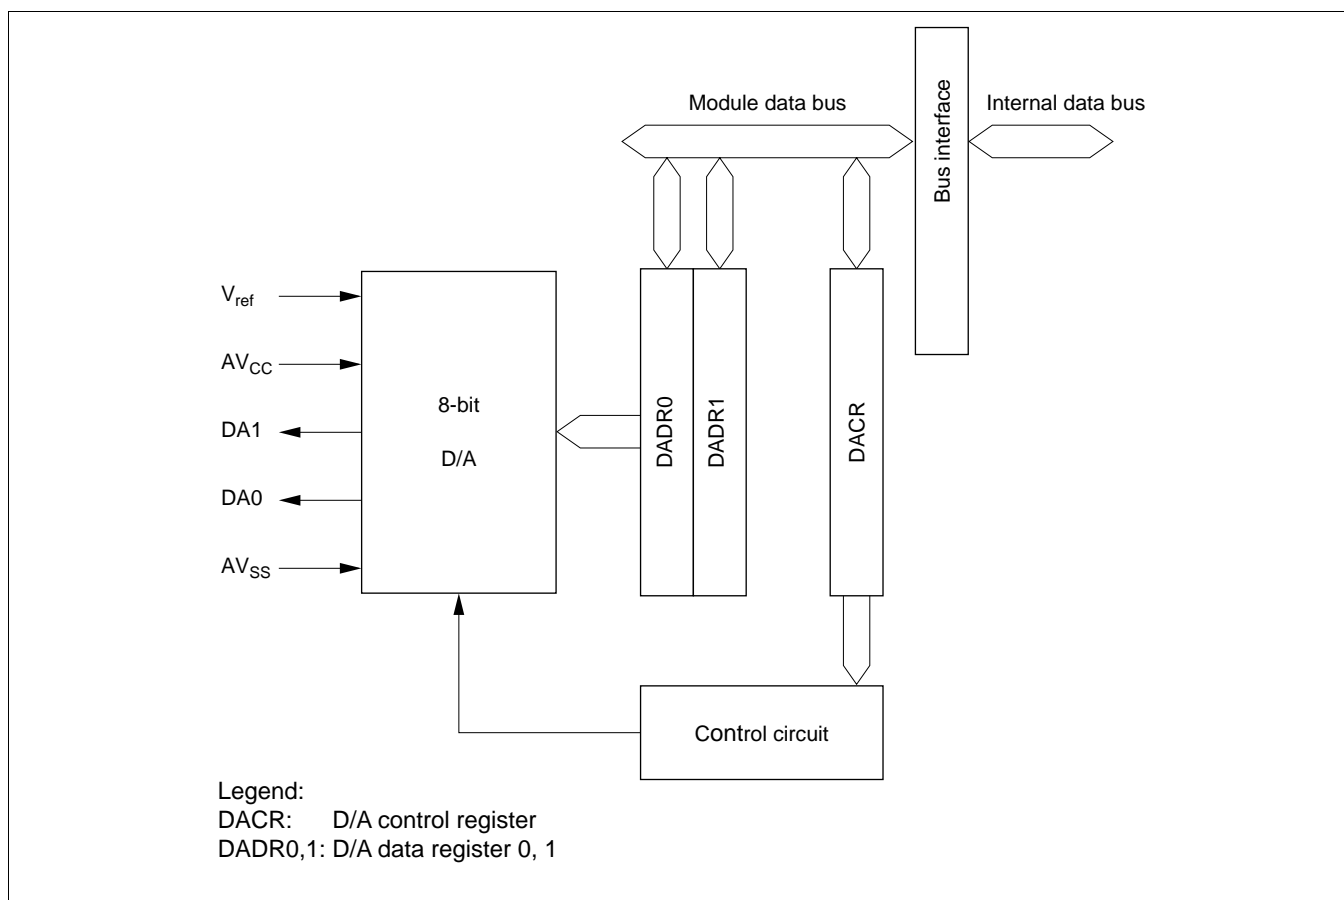 Module data bus
Internal data bus
Bus interface
V_ref
AV_CC
DA1
DA0
AV_SS
8-bit
D/A
DADR0
DADR1
DACR
Control circuit
Legend:
DACR: D/A control register
DADR0,1: D/A data register 0, 1